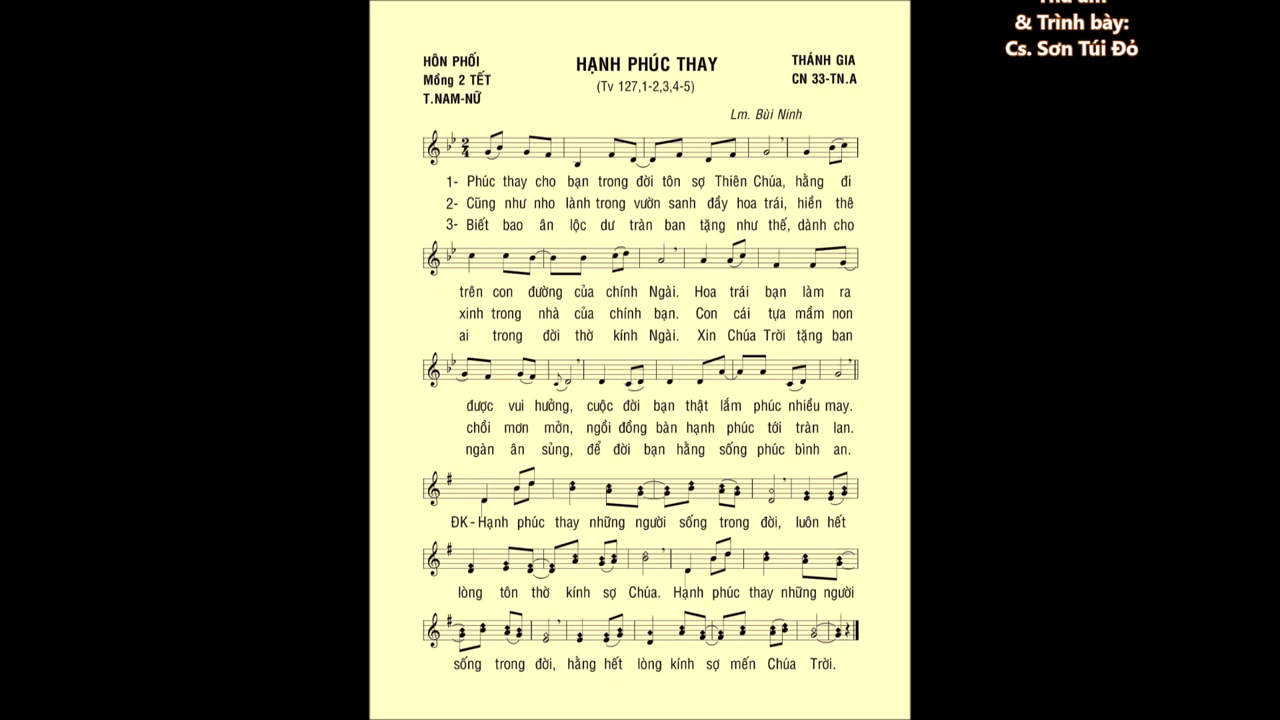 Thu âm
& Trình bày:
Cs. Sơn Túi Đỏ
HÔN PHỐI
Mồng 2 TẾT
T.NAM-NỮ
HẠNH PHÚC THAY
(Tv 127,1-2,3,4-5)
THÁNH GIA
CN 33-TN.A
Lm. Bùi Ninh
1- Phúc thay cho bạn trong đời tôn sợ Thiên Chúa, hằng đi
2- Cũng như nho lành trong vườn sanh đầy hoa trái, hiền thê
3- Biết bao ân lộc dư tràn ban tặng như thế, dành cho
trên con đường của chính Ngài. Hoa trái bạn làm ra
xinh trong nhà của chính bạn. Con cái tựa mầm non
ai trong đời thờ kính Ngài. Xin Chúa Trời tặng ban
được vui hưởng, cuộc đời bạn thật lắm phúc nhiều may.
chồi mơn mởn, ngồi đồng bàn hạnh phúc tới tràn lan.
ngàn ân sủng, để đời bạn hằng sống phúc bình an.
ĐK-Hạnh phúc thay những người sống trong đời, luôn hết
lòng tôn thờ kính sợ Chúa. Hạnh phúc thay những người
sống trong đời, hằng hết lòng kính sợ mến Chúa Trời.